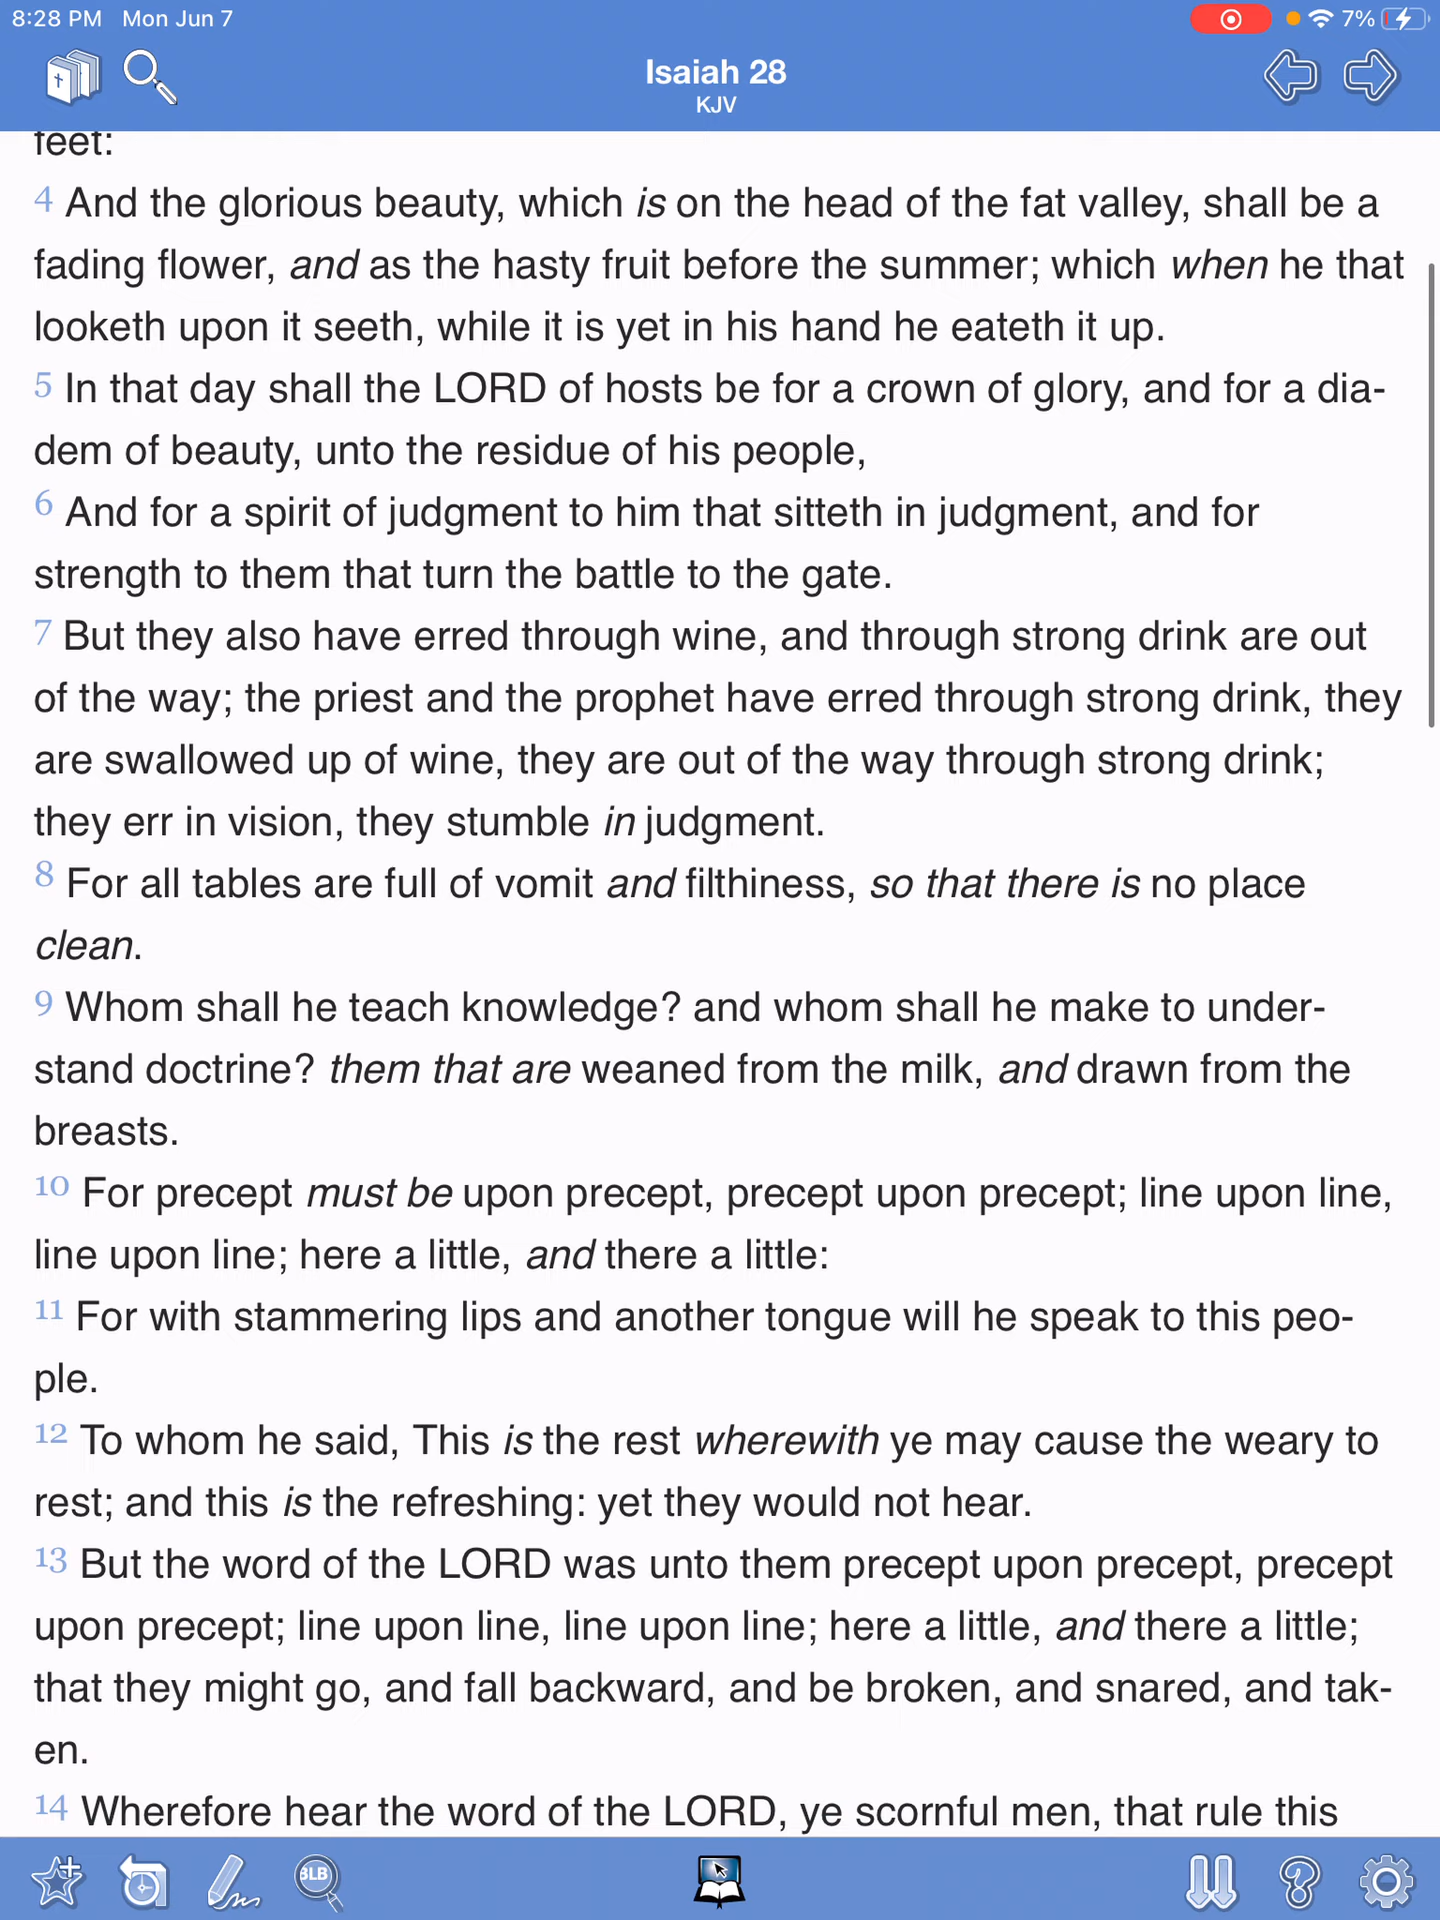 8:28 PM Mon Jun 7 7%
Isaiah 28
KJV
feet:
4 And the glorious beauty, which is on the head of the fat valley, shall be a
fading flower, and as the hasty fruit before the summer; which when he that
looketh upon it seeth, while it is yet in his hand he eateth it up.
5 In that day shall the LORD of hosts be for a crown of glory, and for a dia-
dem of beauty, unto the residue of his people,
6 And for a spirit of judgment to him that sitteth in judgment, and for
strength to them that turn the battle to the gate.
7 But they also have erred through wine, and through strong drink are out
of the way; the priest and the prophet have erred through strong drink, they
are swallowed up of wine, they are out of the way through strong drink;
they err in vision, they stumble in judgment.
8 For all tables are full of vomit and filthiness, so that there is no place
clean.
9 Whom shall he teach knowledge? and whom shall he make to under-
stand doctrine? them that are weaned from the milk, and drawn from the
breasts.
10 For precept must be upon precept, precept upon precept; line upon line,
line upon line; here a little, and there a little:
11 For with stammering lips and another tongue will he speak to this peo-
ple.
12 To whom he said, This is the rest wherewith ye may cause the weary to
rest; and this is the refreshing: yet they would not hear.
13 But the word of the LORD was unto them precept upon precept, precept
upon precept; line upon line, line upon line; here a little, and there a little;
that they might go, and fall backward, and be broken, and snared, and tak-
en.
14 Wherefore hear the word of the LORD, ye scornful men, that rule this
BLB